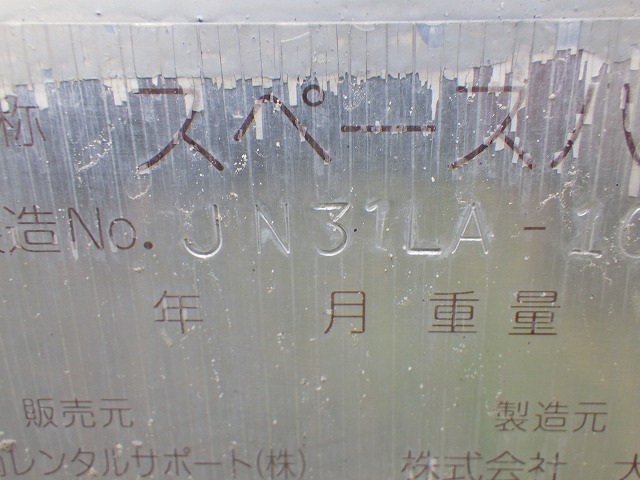 称 スペースハ
造No. JN31LA-10
年 月 重量
販売元 製造元
レンタルサポート(株) 株式会社 大